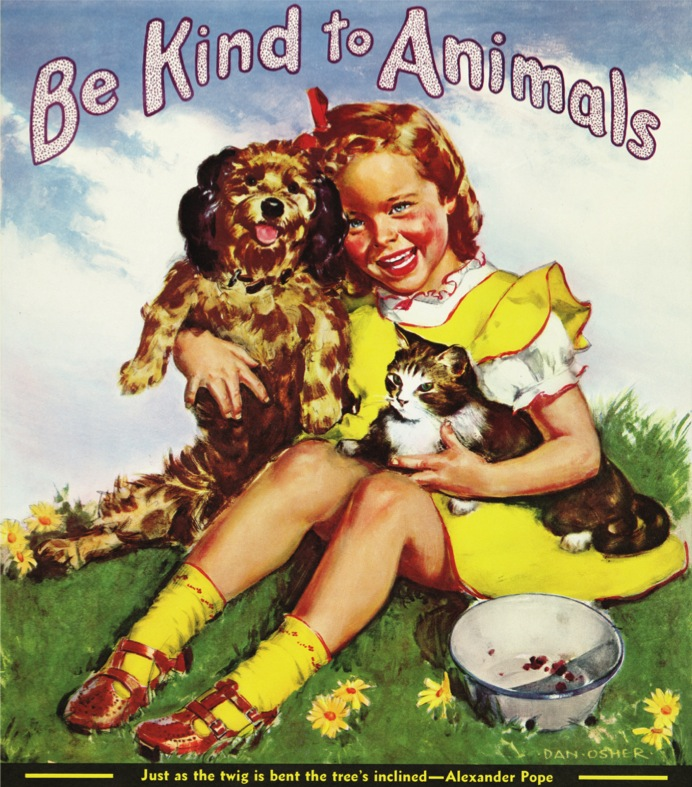 Be Kind to Animals
DAN·OSHER·
Just as the twig is bent the tree's inclined—Alexander Pope